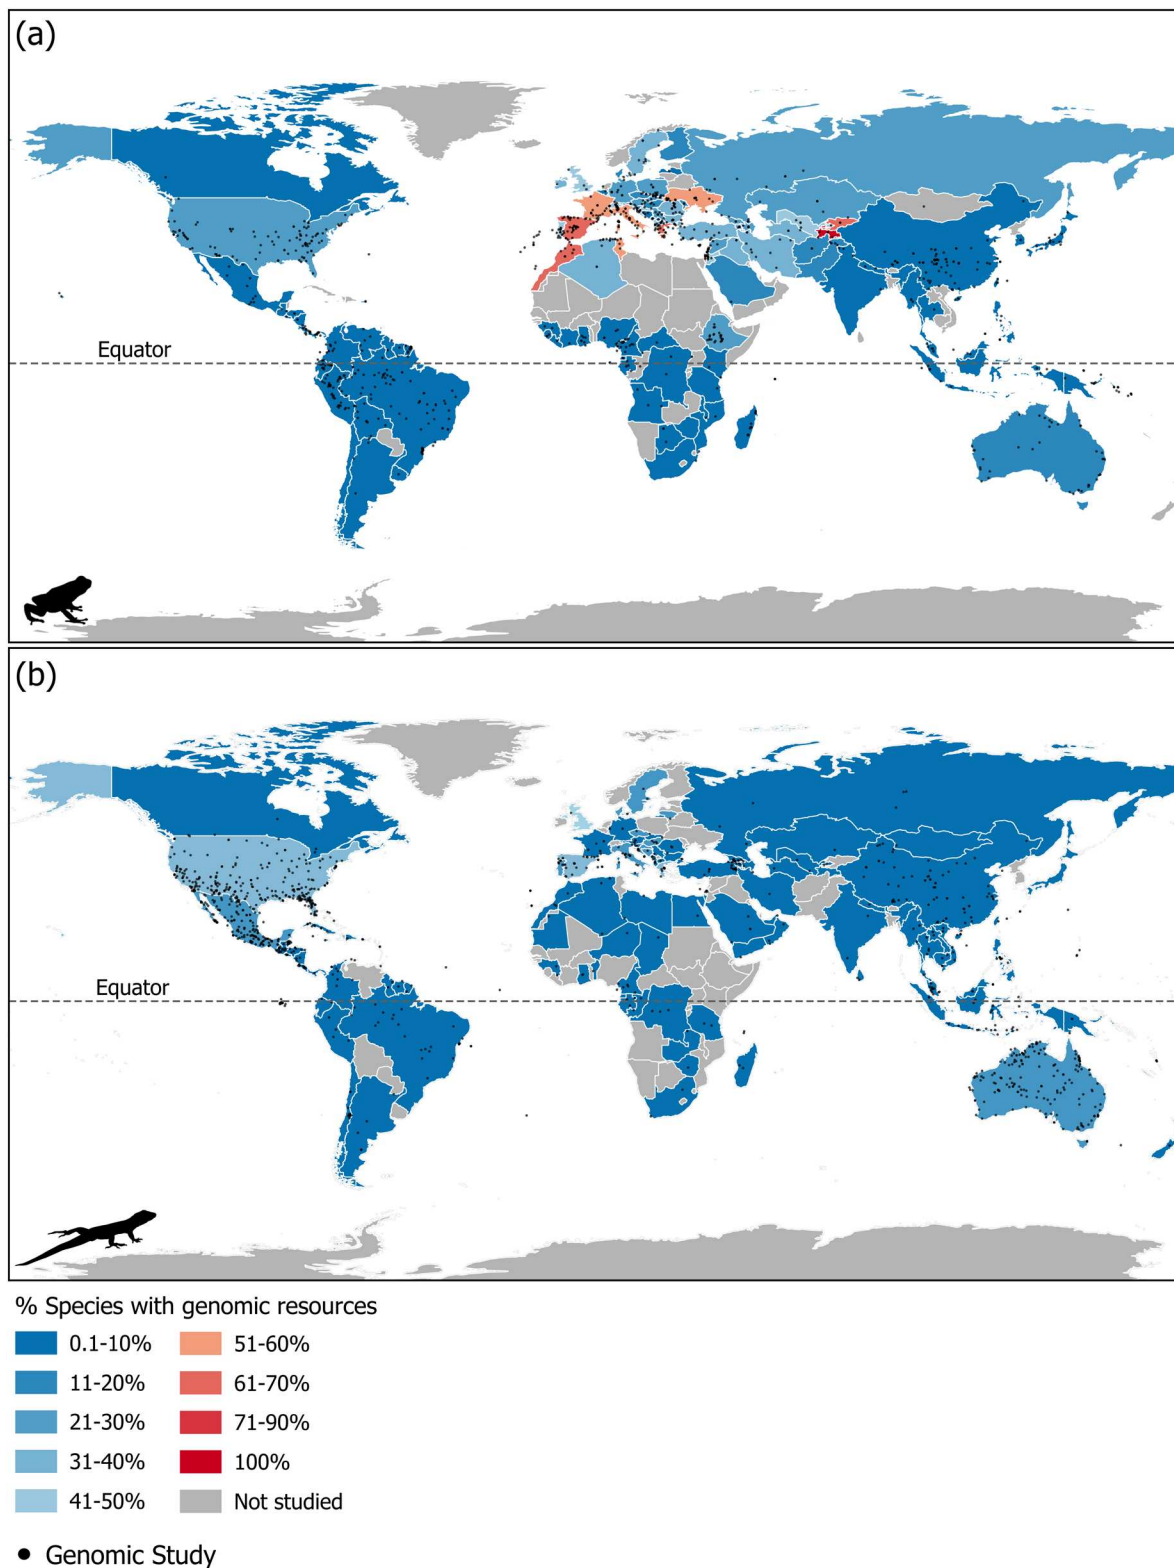 (a)
Equator
(b)
Equator
% Species with genomic resources
0.1-10%
11-20%
21-30%
31-40%
41-50%
51-60%
61-70%
71-90%
100%
Not studied
Genomic Study